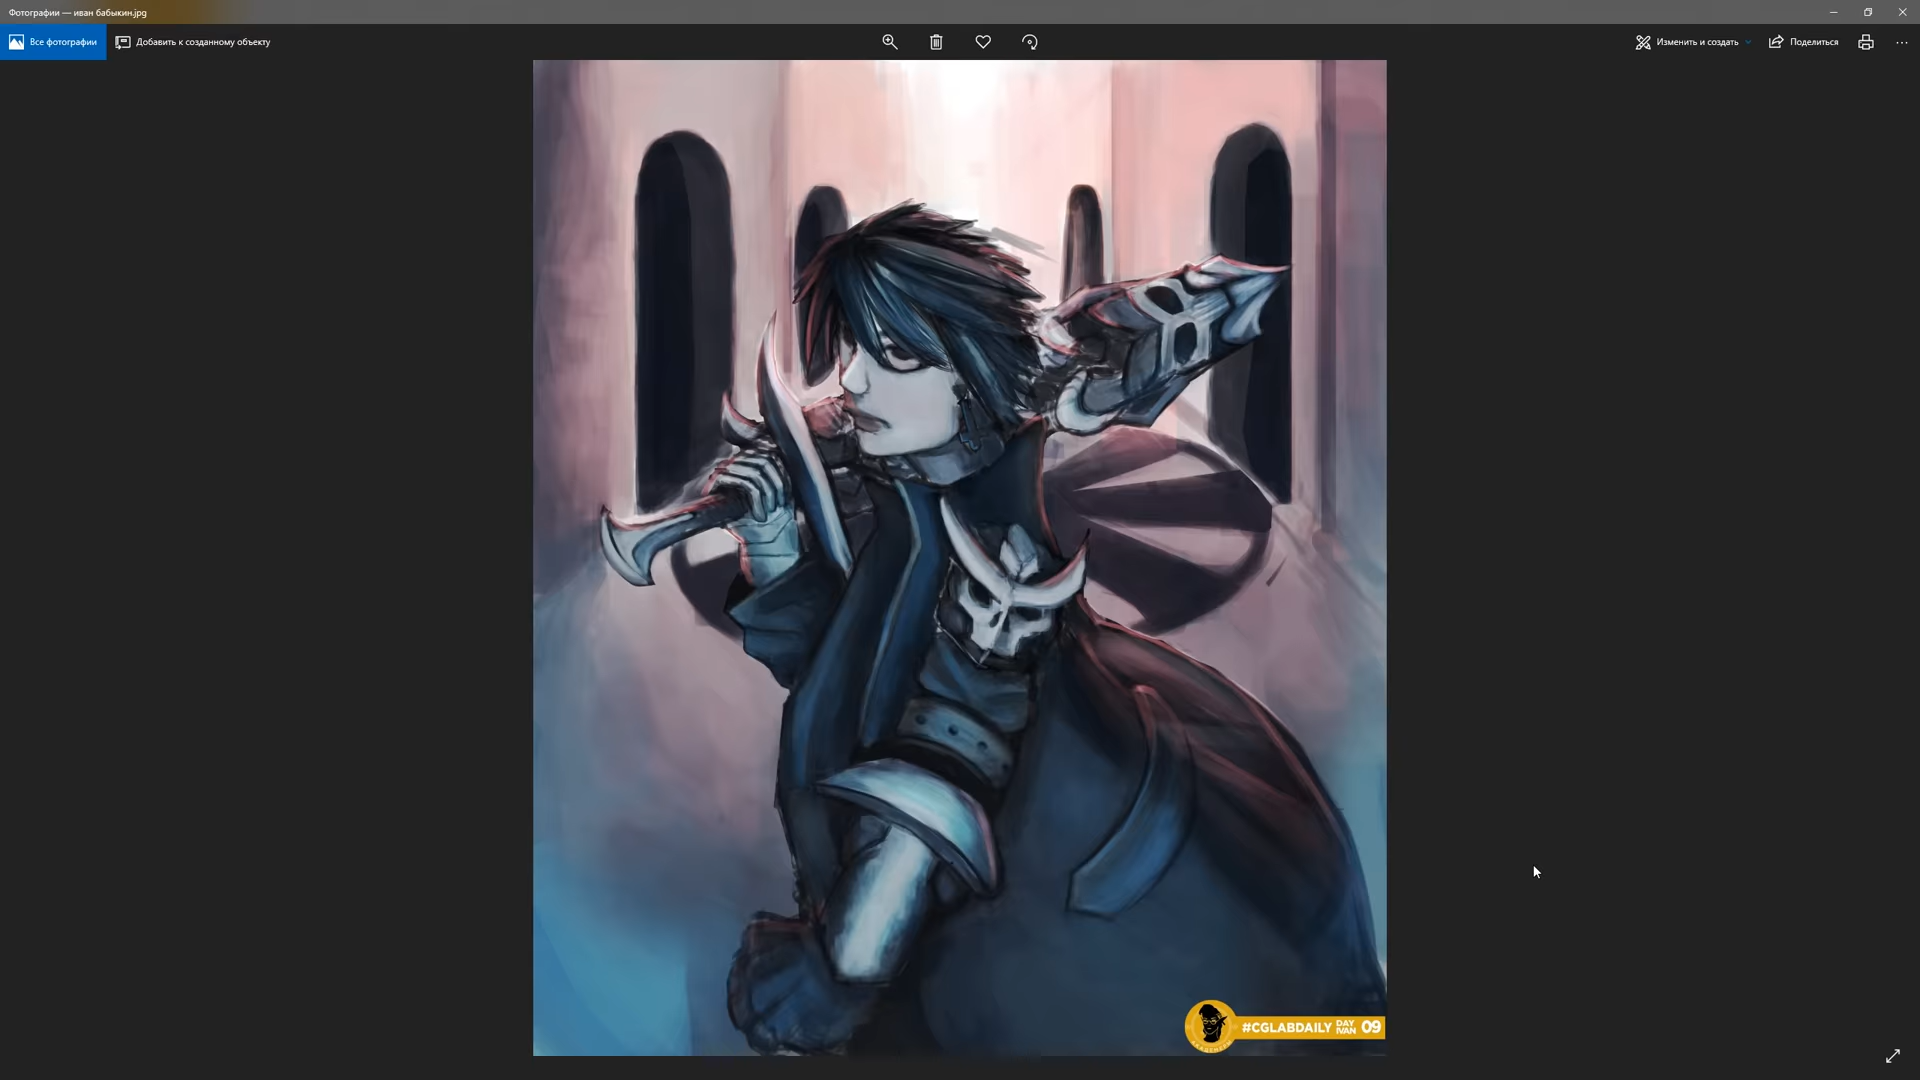 Фотографии — иван бабыкин.jpg
Все фотографии
Добавить к созданному объекту
Изменить и создать
Поделиться
#CGLABDAILY DAY IVAN 09